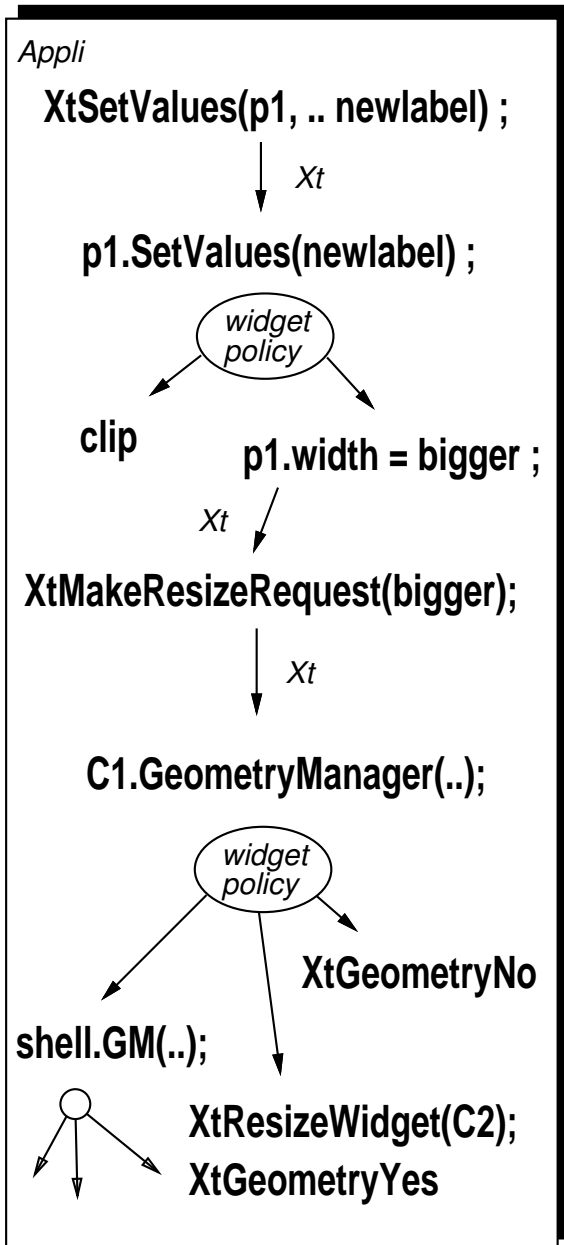 Appli
XtSetValues(p1, .. newlabel) ;
Xt
p1.SetValues(newlabel) ;
widget
policy
clip
p1.width = bigger ;
Xt
XtMakeResizeRequest(bigger);
Xt
C1.GeometryManager(..);
widget
policy
XtGeometryNo
shell.GM(..);
XtResizeWidget(C2);
XtGeometryYes